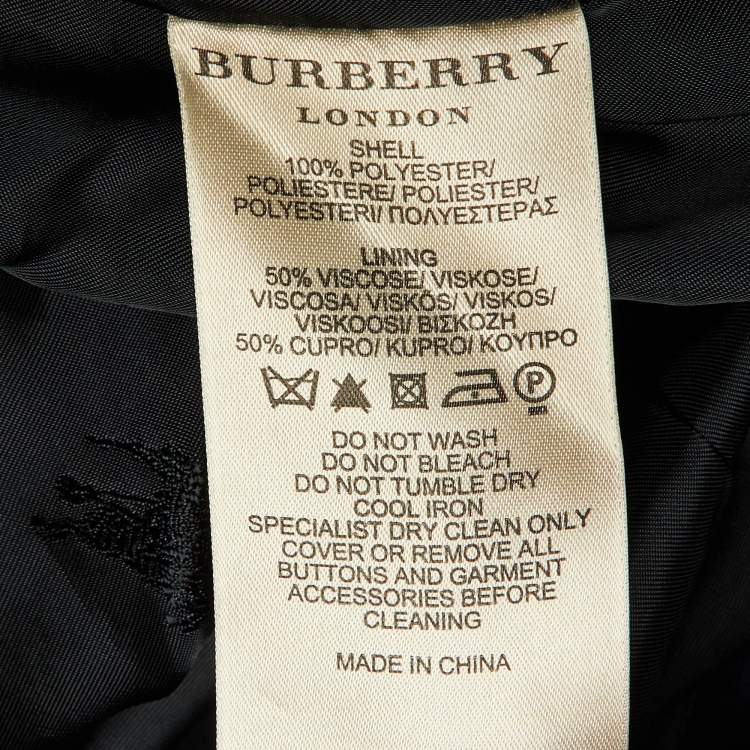 BURBERRY
LONDON
SHELL
100% POLYESTER/
POLIESTERE/ POLIESTER/
POLYESTERI/ ΠΟΛΥΕΣΤΕΡΑΣ
LINING
50% VISCOSE/ VISKOSE/
VISCOSA/ VISKÓS/ VISKOS/
VISKOOSI/ ΒΙΣΚΟΖΗ
50% CUPRO/ KUPRO/ ΚΟΥΠΡΟ
P
DO NOT WASH
DO NOT BLEACH
DO NOT TUMBLE DRY
COOL IRON
SPECIALIST DRY CLEAN ONLY
COVER OR REMOVE ALL
BUTTONS AND GARMENT
ACCESSORIES BEFORE
CLEANING
MADE IN CHINA